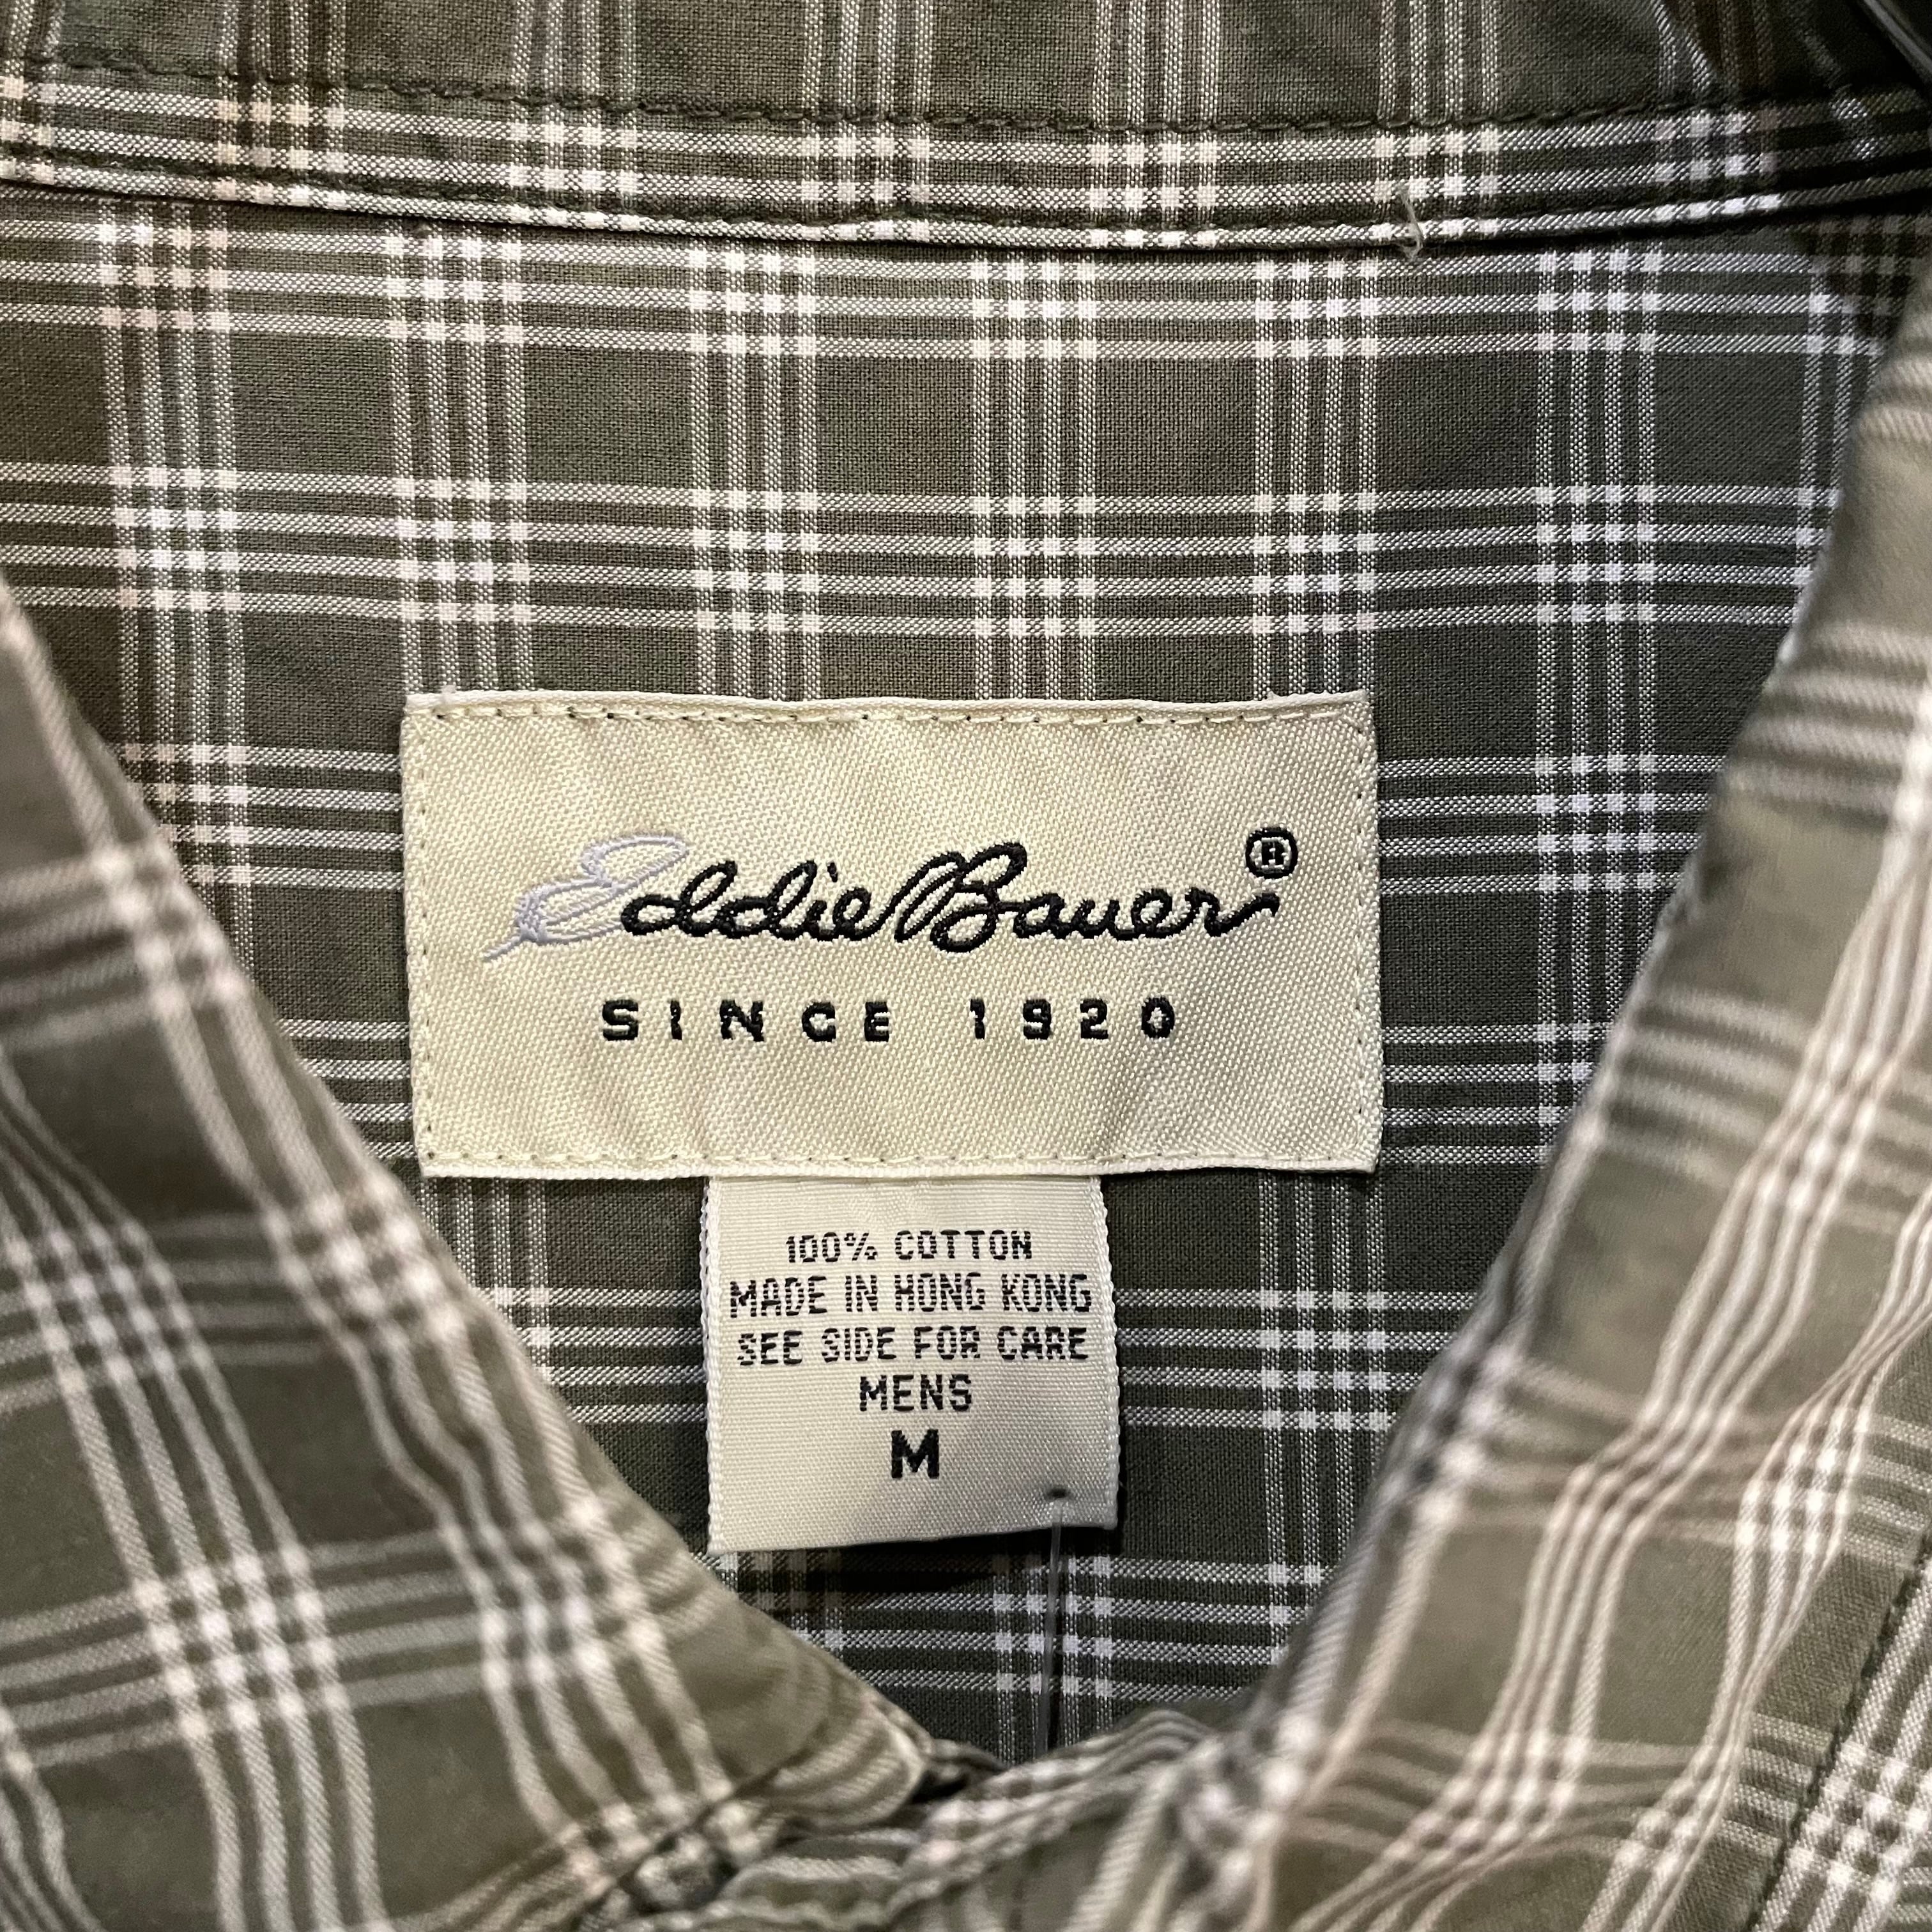 Eddie Bauer®
SINCE 1920
100% COTTON
MADE IN HONG KONG
SEE SIDE FOR CARE
MENS
M